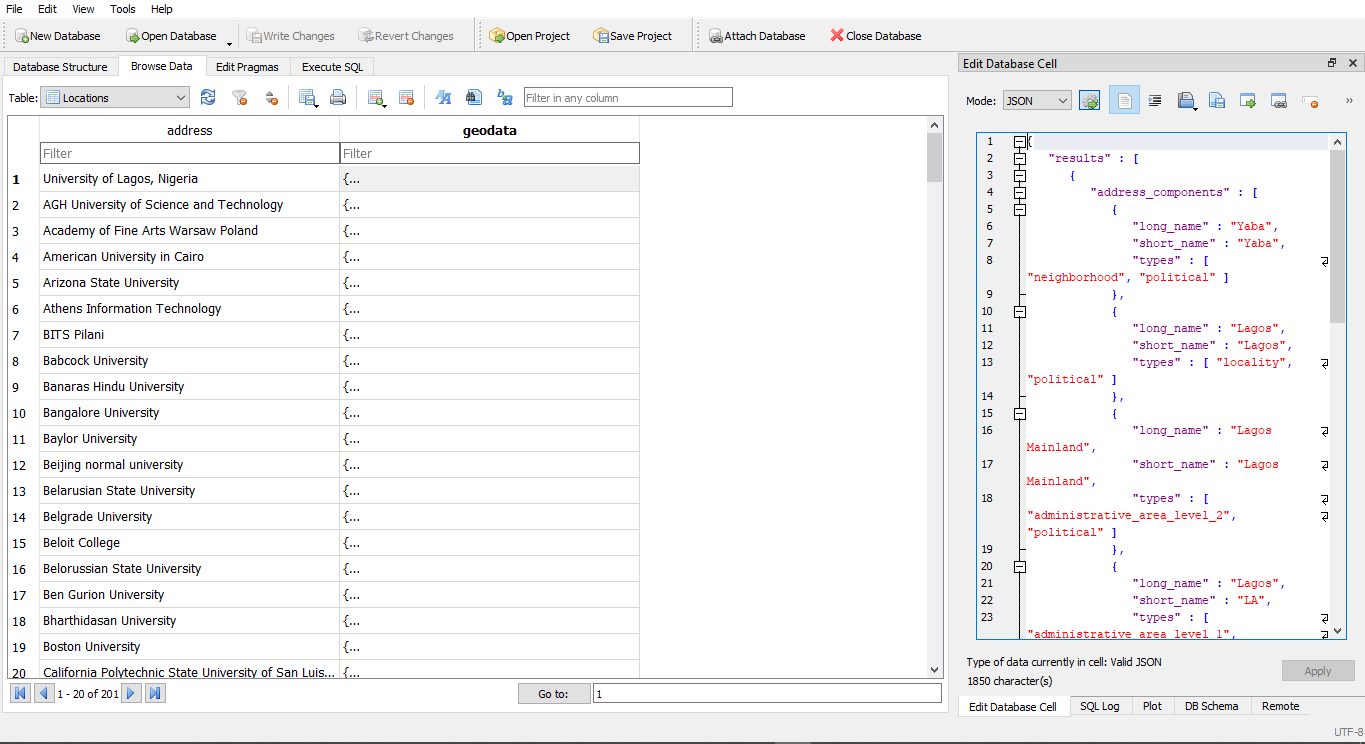 File Edit View Tools Help
New Database Open Database Write Changes Revert Changes Open Project Save Project Attach Database Close Database
Database Structure Browse Data Edit Pragmas Execute SQL
Table: Locations Filter in any column
address geodata
Filter Filter
1 University of Lagos, Nigeria {...
2 AGH University of Science and Technology {...
3 Academy of Fine Arts Warsaw Poland {...
4 American University in Cairo {...
5 Arizona State University {...
6 Athens Information Technology {...
7 BITS Pilani {...
8 Babcock University {...
9 Banaras Hindu University {...
10 Bangalore University {...
11 Baylor University {...
12 Beijing normal university {...
13 Belarusian State University {...
14 Belgrade University {...
15 Beloit College {...
16 Belorussian State University {...
17 Ben Gurion University {...
18 Bharthidasan University {...
19 Boston University {...
20 California Polytechnic State University of San Luis... {...
1 - 20 of 201 Go to: 1
Edit Database Cell
Mode: JSON
1 {
2 "results" : [
3 {
4 "address_components" : [
5 {
6 "long_name" : "Yaba",
7 "short_name" : "Yaba",
8 "types" : [
"neighborhood", "political" ]
9 },
10 {
11 "long_name" : "Lagos",
12 "short_name" : "Lagos",
13 "types" : [ "locality",
"political" ]
14 },
15 {
16 "long_name" : "Lagos
Mainland",
17 "short_name" : "Lagos
Mainland",
18 "types" : [
"administrative_area_level_2",
"political" ]
19 },
20 {
21 "long_name" : "Lagos",
22 "short_name" : "LA",
23 "types" : [
"administrative_area_level_1",
Type of data currently in cell: Valid JSON
1850 character(s)
Apply
Edit Database Cell SQL Log Plot DB Schema Remote
UTF-8